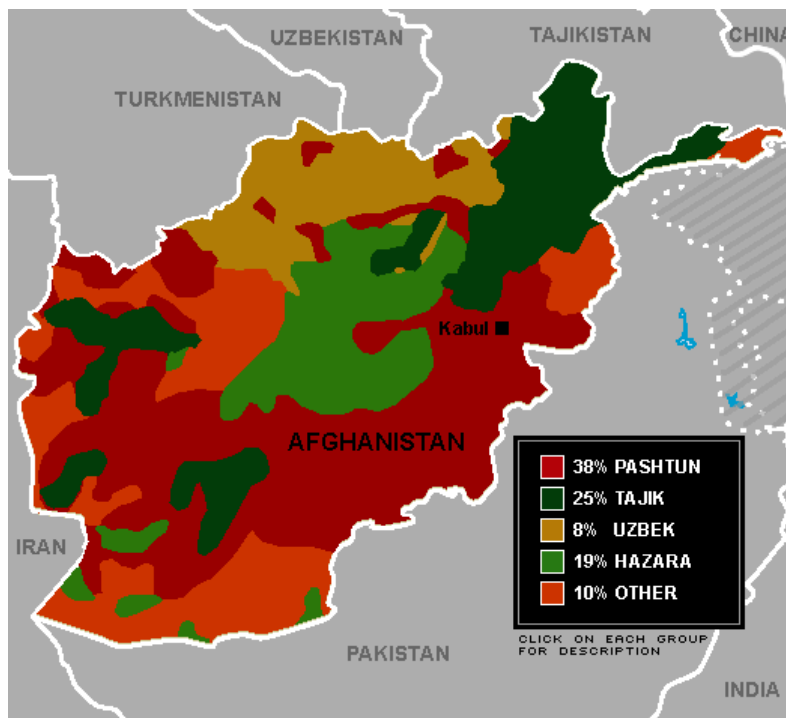 UZBEKISTAN
TAJIKISTAN
CHINA
TURKMENISTAN
Kabul
AFGHANISTAN
38% PASHTUN
25% TAJIK
8% UZBEK
19% HAZARA
10% OTHER
IRAN
CLICK ON EACH GROUP
FOR DESCRIPTION
PAKISTAN
INDIA